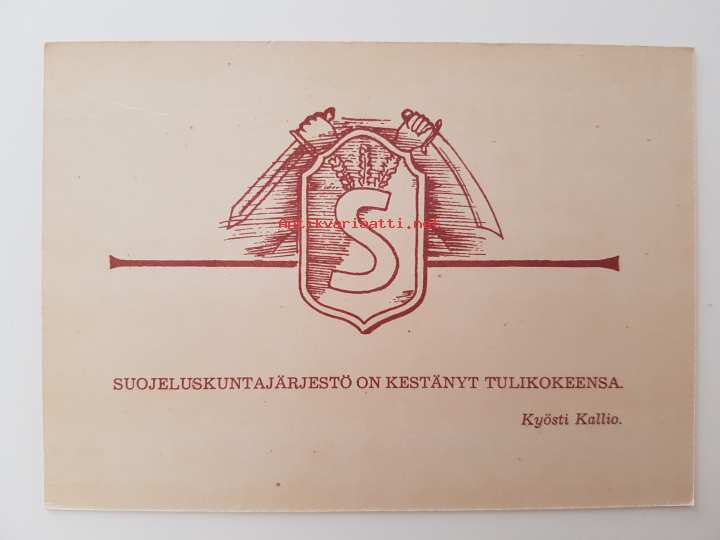 S
Antikvariaatti.net
SUOJELUSKUNTAJÄRJESTÖ ON KESTÄNYT TULIKOKEENSA.
Kyösti Kallio.